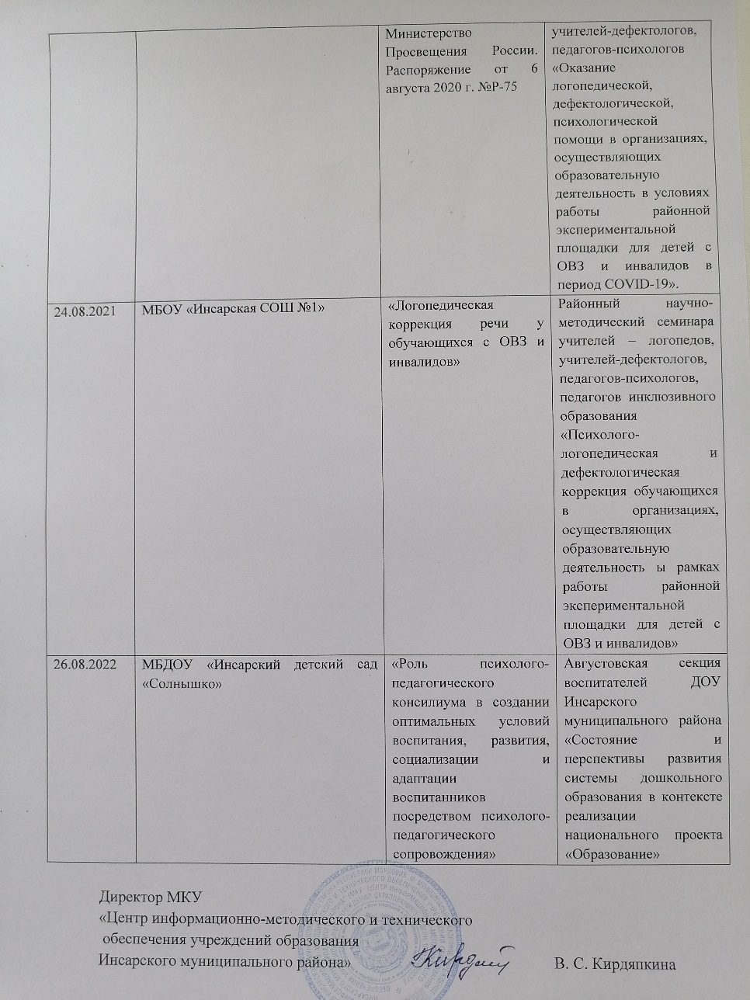 Министерство
Просвещения России.
Распоряжение от 6
августа 2020 г. №Р-75
учителей-дефектологов,
педагогов-психологов
«Оказание
логопедической,
дефектологической,
психологической
помощи в организациях,
осуществляющих
образовательную
деятельность в условиях
работы районной
экспериментальной
площадки для детей с
ОВЗ и инвалидов в
период COVID-19».
24.08.2021
МБОУ «Инсарская СОШ №1»
«Логопедическая
коррекция речи у
обучающихся с ОВЗ и
инвалидов»
Районный научно-
методический семинара
учителей – логопедов,
учителей-дефектологов,
педагогов-психологов,
педагогов инклюзивного
образования
«Психолого-
логопедическая и
дефектологическая
коррекция обучающихся
в организациях,
осуществляющих
образовательную
деятельность ы рамках
работы районной
экспериментальной
площадки для детей с
ОВЗ и инвалидов»
26.08.2022
МБДОУ «Инсарский детский сад
«Солнышко»
«Роль психолого-
педагогического
консилиума в создании
оптимальных условий
воспитания, развития,
социализации и
адаптации
воспитанников
посредством психолого-
педагогического
сопровождения»
Августовская секция
воспитателей ДОУ
Инсарского
муниципального района
«Состояние и
перспективы развития
системы дошкольного
образования в контексте
реализации
национального проекта
«Образование»
Директор МКУ
«Центр информационно-методического и технического
обеспечения учреждений образования
Инсарского муниципального района»
В. С. Кирдяпкина